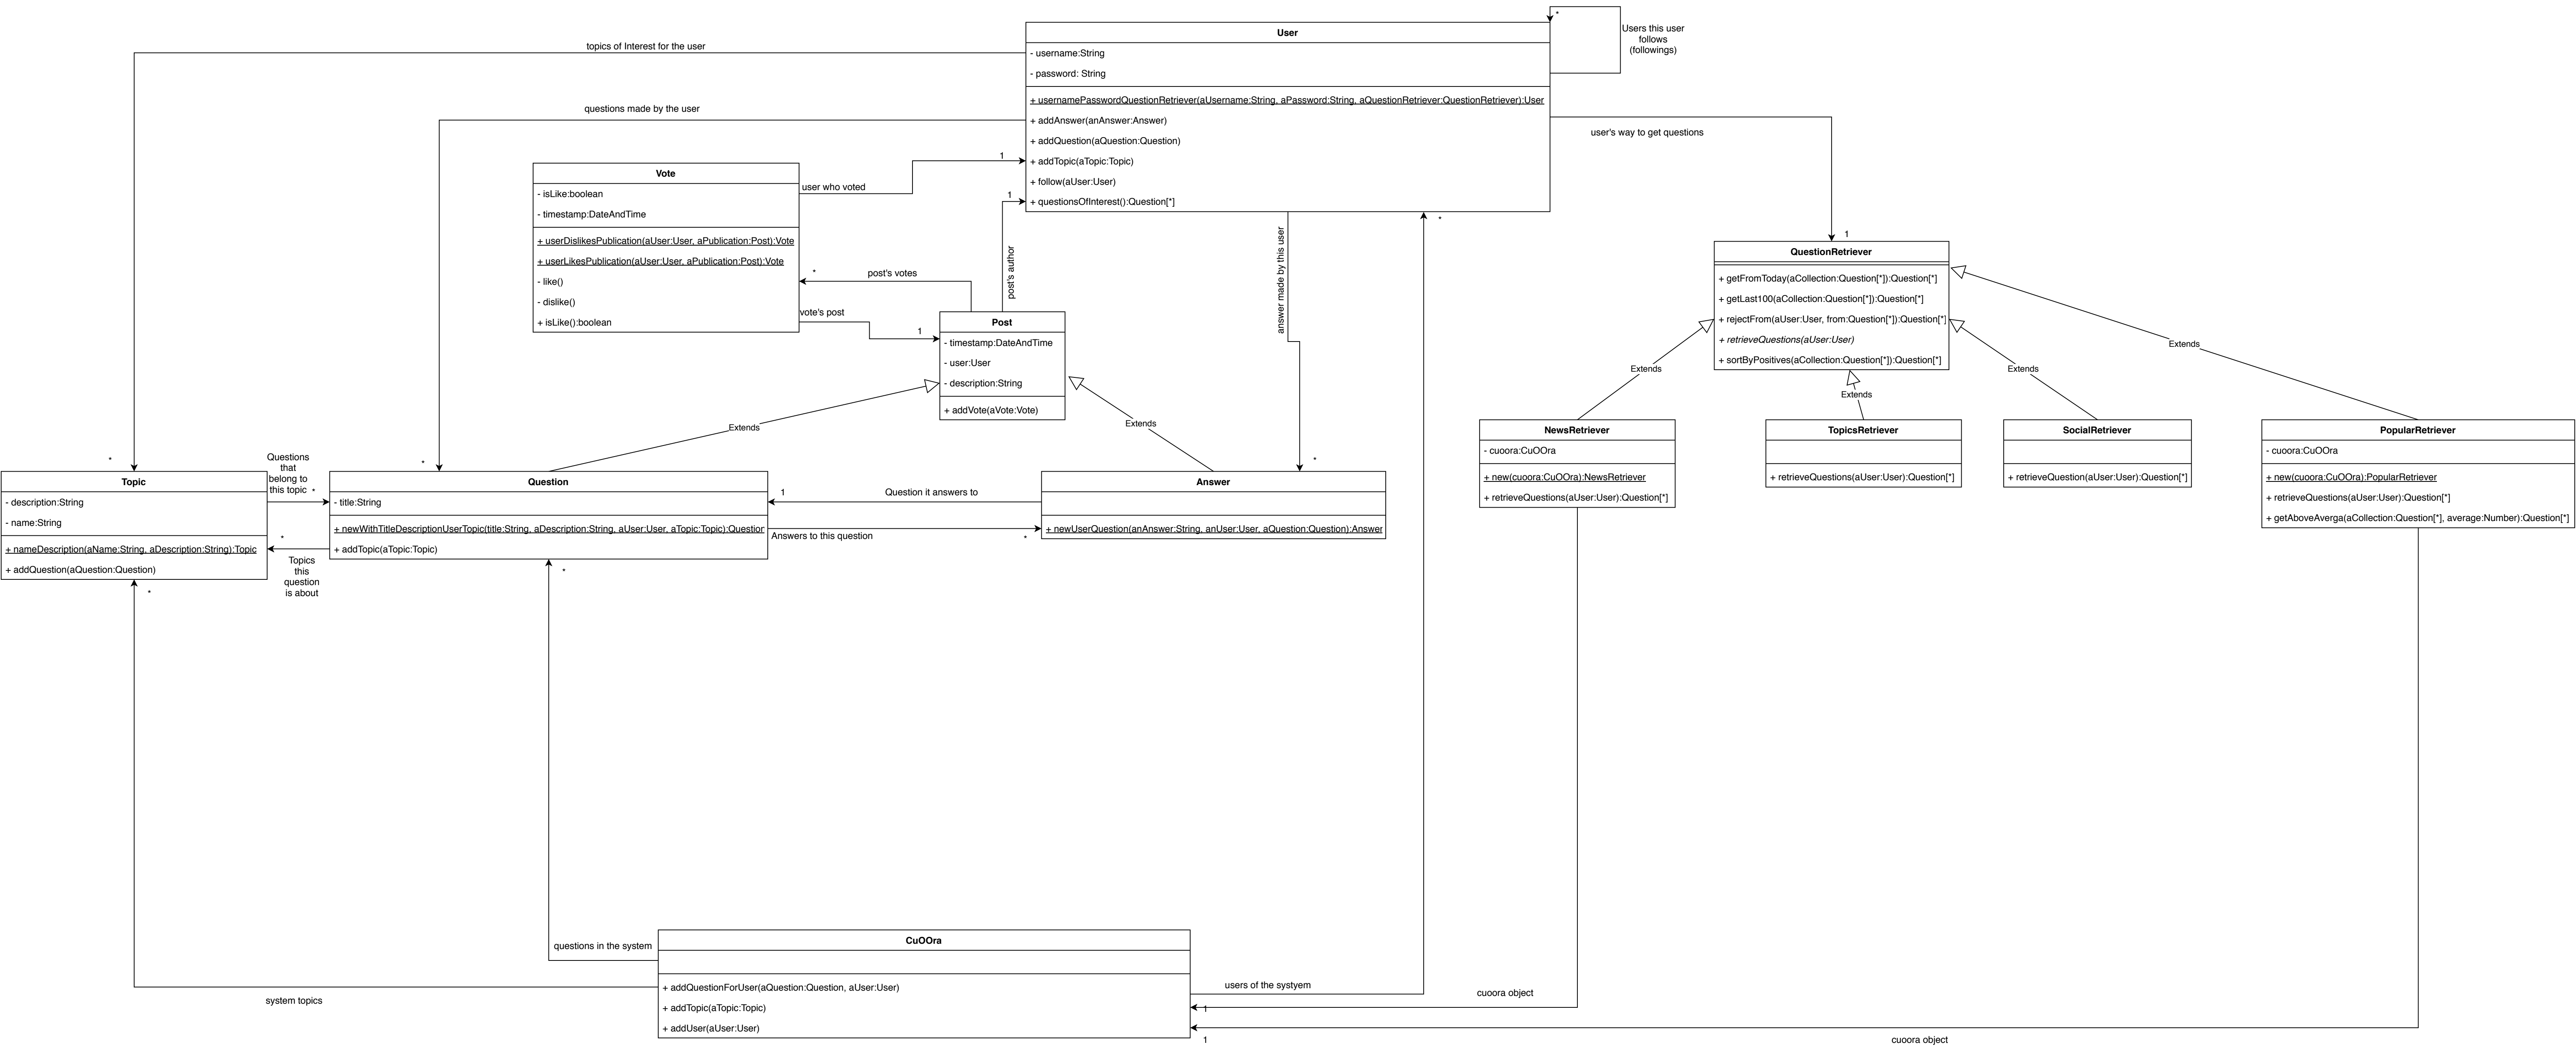 *
Users this user
follows
(followings)
User
- username:String
- password: String
+ usernamePasswordQuestionRetriever(aUsername:String, aPassword:String, aQuestionRetriever:QuestionRetriever):User
+ addAnswer(anAnswer:Answer)
+ addQuestion(aQuestion:Question)
+ addTopic(aTopic:Topic)
+ follow(aUser:User)
+ questionsOfInterest():Question[*]
topics of Interest for the user
questions made by the user
user's way to get questions
1
Vote
- isLike:boolean
- timestamp:DateAndTime
+ userDislikesPublication(aUser:User, aPublication:Post):Vote
+ userLikesPublication(aUser:User, aPublication:Post):Vote
- like()
- dislike()
+ isLike():boolean
user who voted
1
1
post's author
*
post's votes
vote's post
1
answer made by this user
*
*
Post
- timestamp:DateAndTime
- user:User
- description:String
+ addVote(aVote:Vote)
QuestionRetriever
+ getFromToday(aCollection:Question[*]):Question[*]
+ getLast100(aCollection:Question[*]):Question[*]
+ rejectFrom(aUser:User, from:Question[*]):Question[*]
+ retrieveQuestions(aUser:User)
+ sortByPositives(aCollection:Question[*]):Question[*]
Extends
Extends
Extends
Extends
Extends
Extends
NewsRetriever
- cuoora:CuOOra
+ new(cuoora:CuOOra):NewsRetriever
+ retrieveQuestions(aUser:User):Question[*]
TopicsRetriever
+ retrieveQuestions(aUser:User):Question[*]
SocialRetriever
+ retrieveQuestion(aUser:User):Question[*]
PopularRetriever
- cuoora:CuOOra
+ new(cuoora:CuOOra):PopularRetriever
+ retrieveQuestions(aUser:User):Question[*]
+ getAboveAverga(aCollection:Question[*], average:Number):Question[*]
*
Topic
- description:String
- name:String
+ nameDescription(aName:String, aDescription:String):Topic
+ addQuestion(aQuestion:Question)
Questions
that
belong to
this topic
*
*
Topics
this
question
is about
*
Question
- title:String
+ newWithTitleDescriptionUserTopic(title:String, aDescription:String, aUser:User, aTopic:Topic):Question
+ addTopic(aTopic:Topic)
1
Question it answers to
Answers to this question
*
Answer
+ newUserQuestion(anAnswer:String, anUser:User, aQuestion:Question):Answer
*
*
questions in the system
system topics
CuOOra
+ addQuestionForUser(aQuestion:Question, aUser:User)
+ addTopic(aTopic:Topic)
+ addUser(aUser:User)
users of the systyem
cuoora object
1
1
cuoora object